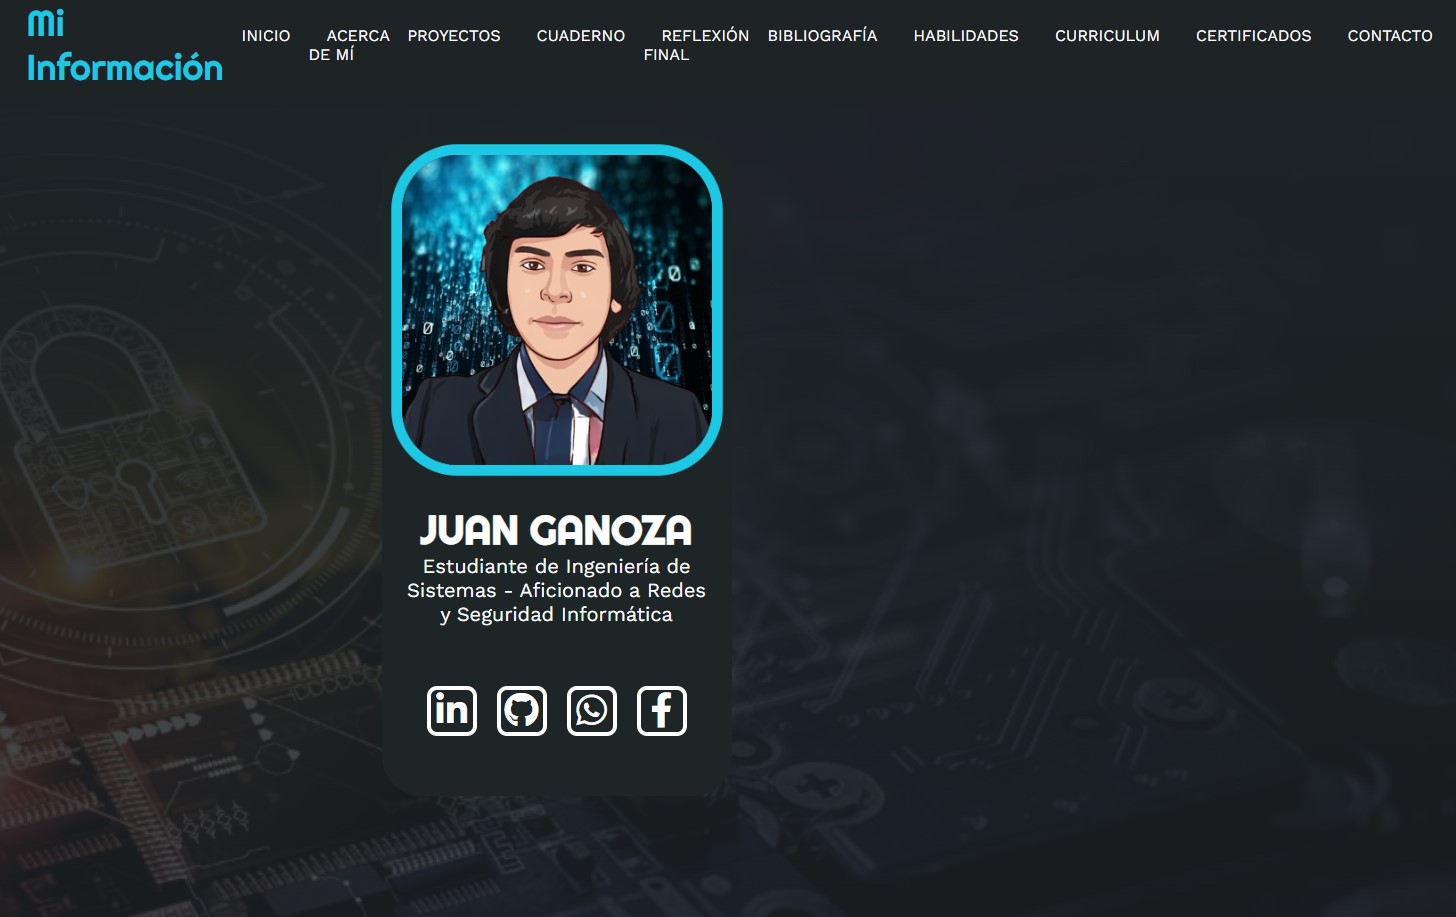 Mi
Información
INICIO ACERCA DE MÍ PROYECTOS CUADERNO REFLEXIÓN FINAL BIBLIOGRAFÍA HABILIDADES CURRICULUM CERTIFICADOS CONTACTO
JUAN GANOZA
Estudiante de Ingeniería de
Sistemas - Aficionado a Redes
y Seguridad Informática
in